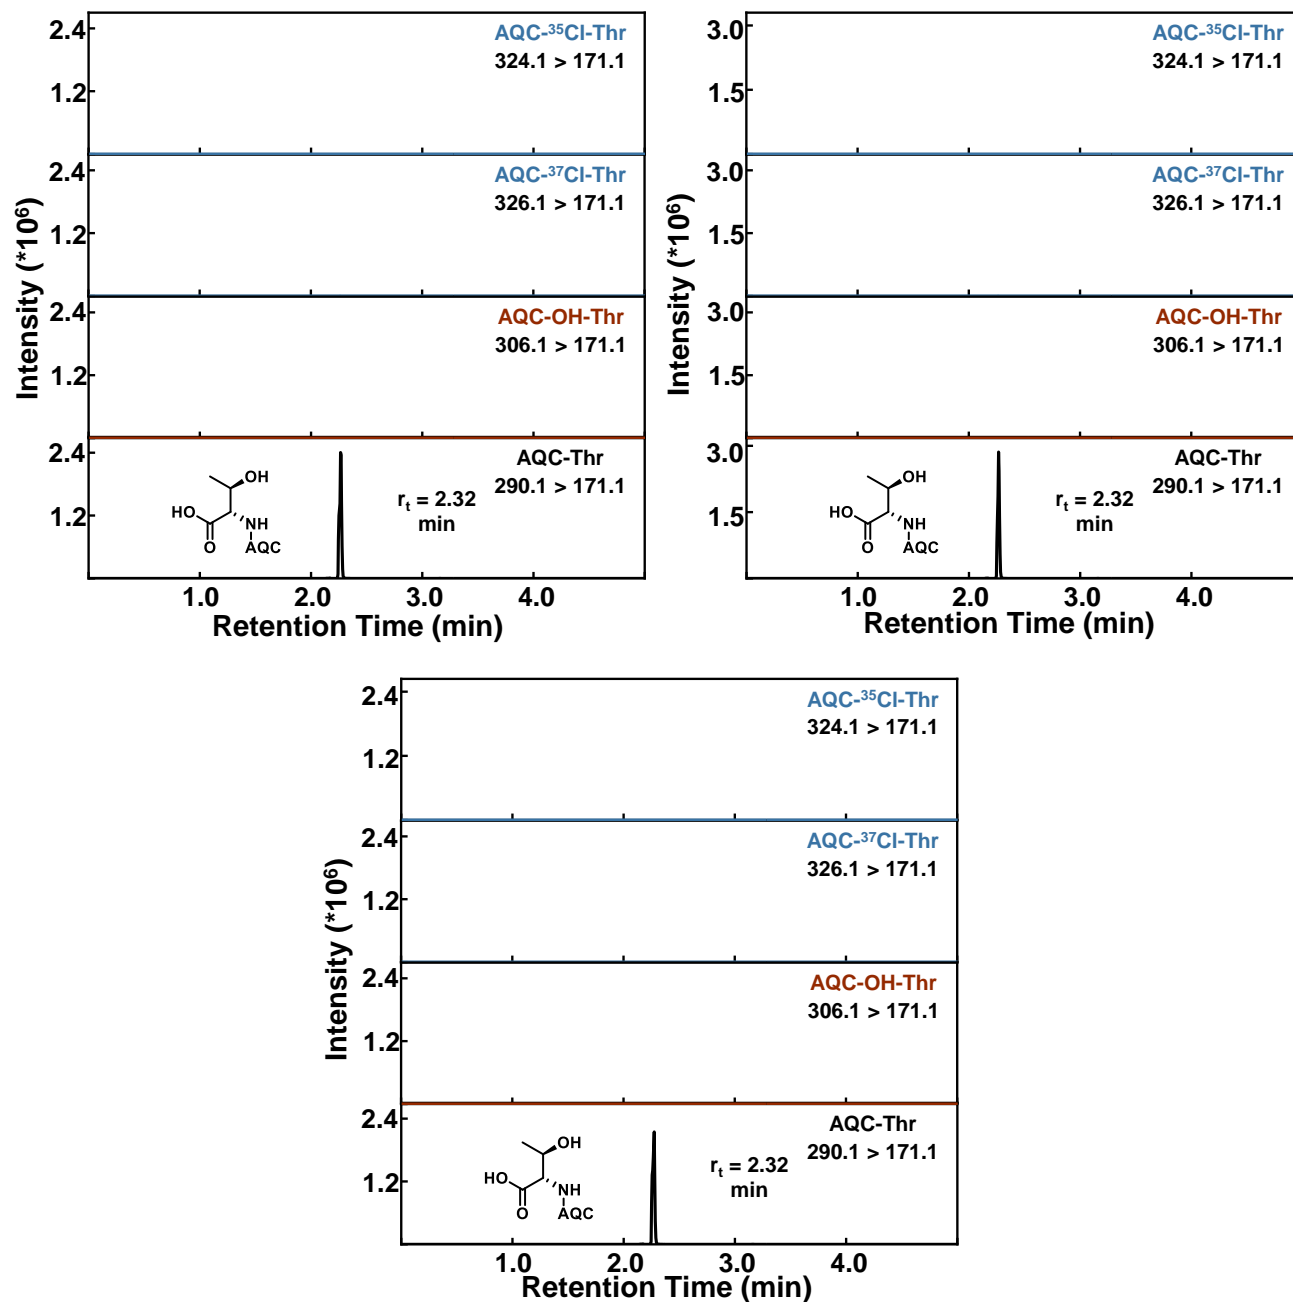 Intensity (*10⁶)
2.4
AQC-³⁵Cl-Thr
324.1 > 171.1
1.2
2.4
AQC-³⁷Cl-Thr
326.1 > 171.1
1.2
2.4
AQC-OH-Thr
306.1 > 171.1
1.2
2.4
AQC-Thr
290.1 > 171.1
1.2
OH
HO
NH
O
AQC
rₜ = 2.32
min
1.0 2.0 3.0 4.0
Retention Time (min)
Intensity (*10⁶)
3.0
AQC-³⁵Cl-Thr
324.1 > 171.1
1.5
3.0
AQC-³⁷Cl-Thr
326.1 > 171.1
1.5
3.0
AQC-OH-Thr
306.1 > 171.1
1.5
3.0
AQC-Thr
290.1 > 171.1
1.5
OH
HO
NH
O
AQC
rₜ = 2.32
min
1.0 2.0 3.0 4.0
Retention Time (min)
Intensity (*10⁶)
2.4
AQC-³⁵Cl-Thr
324.1 > 171.1
1.2
2.4
AQC-³⁷Cl-Thr
326.1 > 171.1
1.2
2.4
AQC-OH-Thr
306.1 > 171.1
1.2
2.4
AQC-Thr
290.1 > 171.1
1.2
OH
HO
NH
O
AQC
rₜ = 2.32
min
1.0 2.0 3.0 4.0
Retention Time (min)